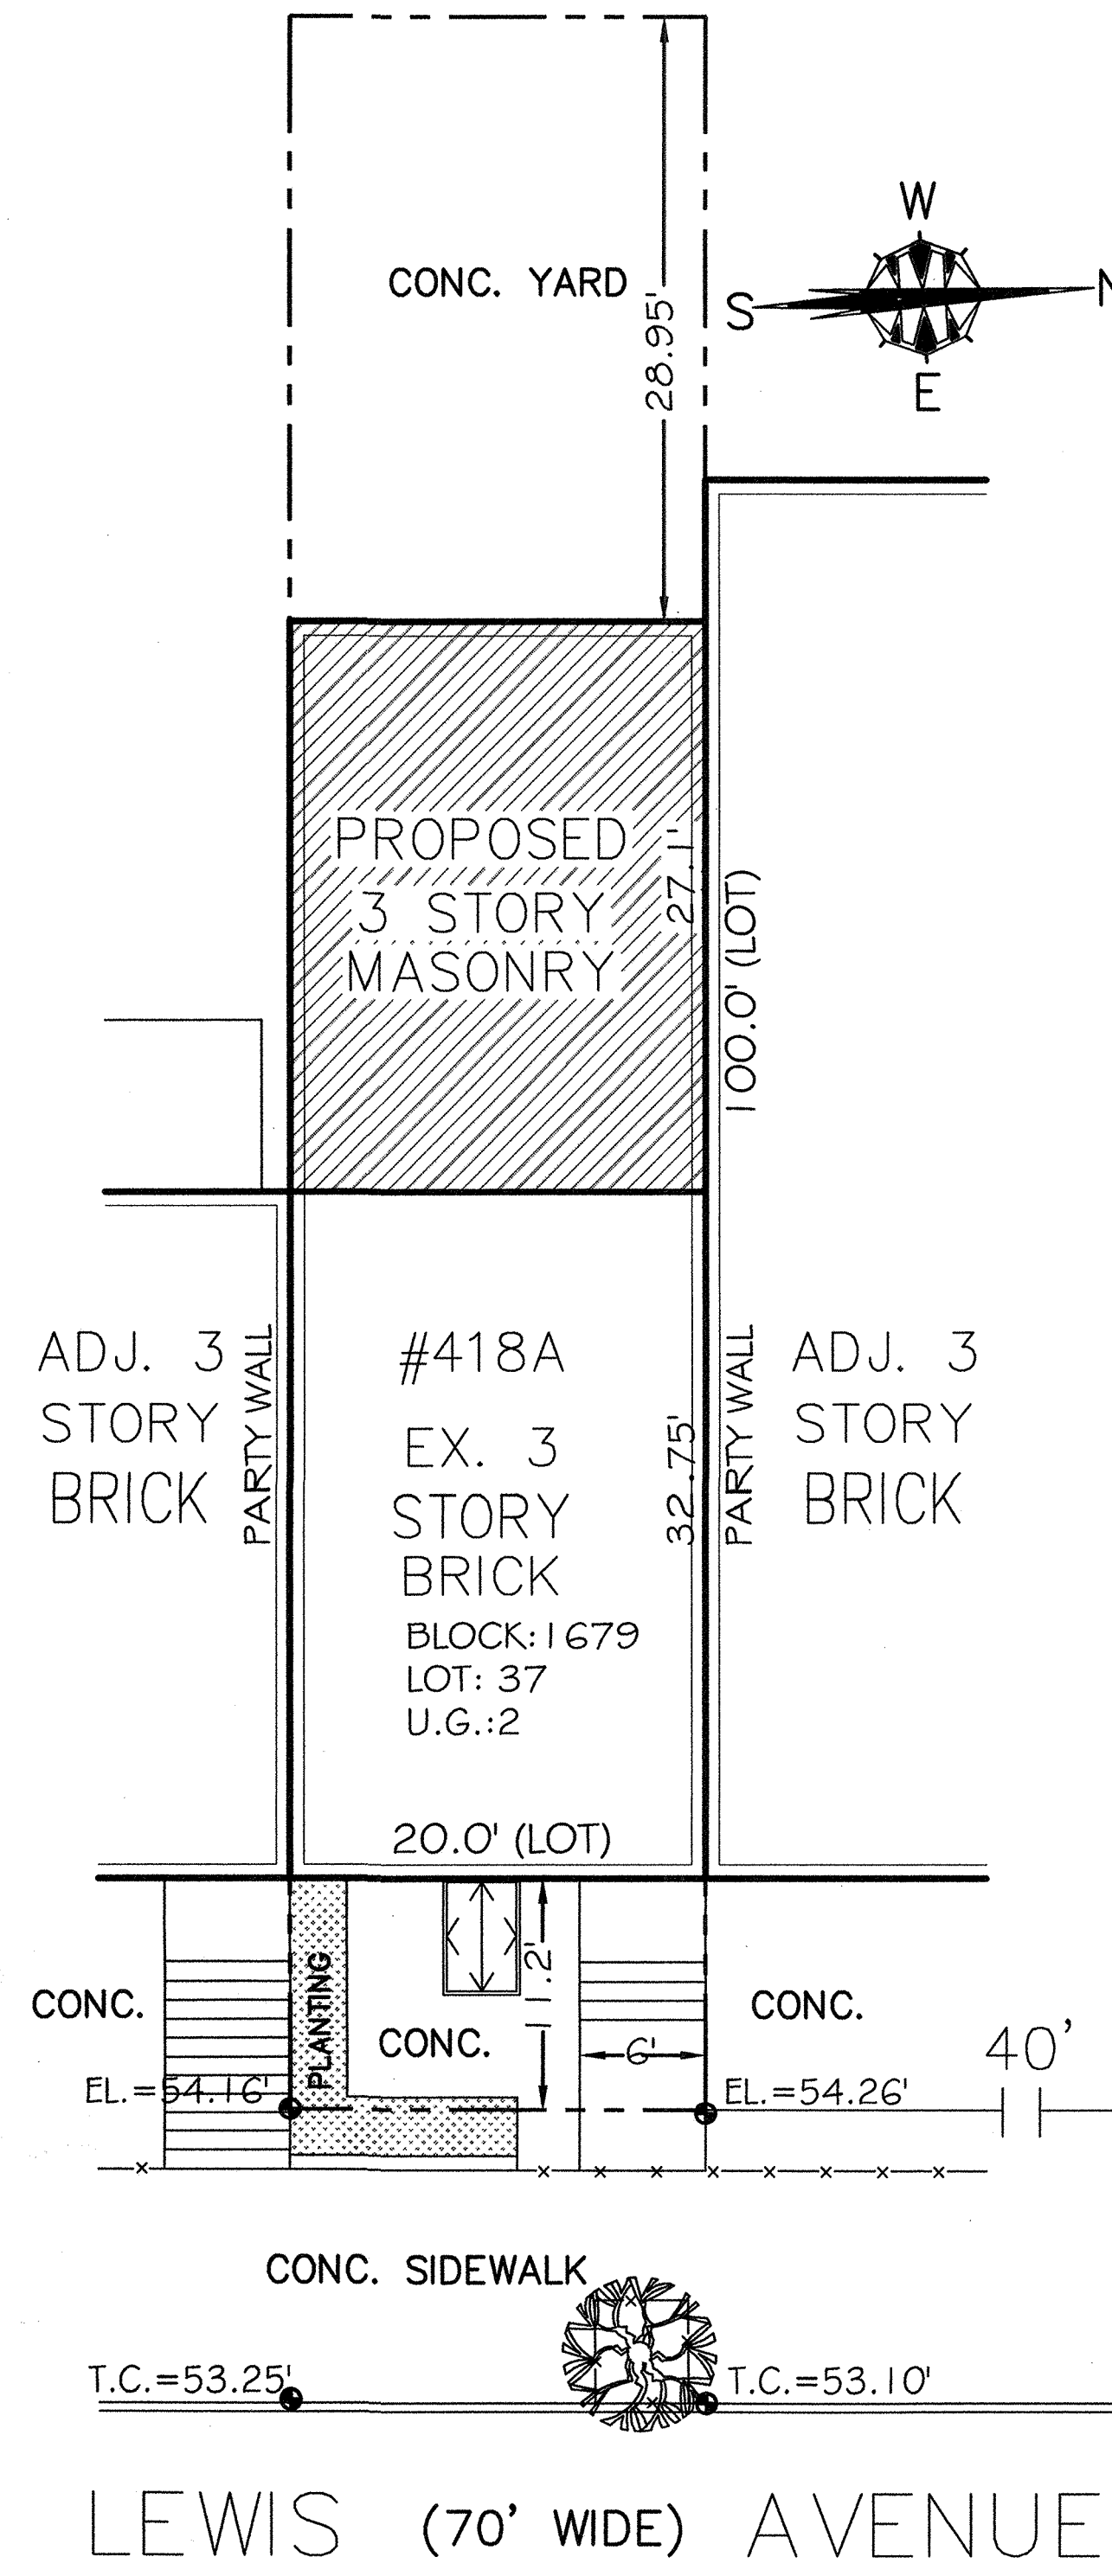 W
CONC. YARD
S
N
28.95'
E
PROPOSED
3 STORY
MASONRY
27.1'
100.0' (LOT)
ADJ. 3
STORY
BRICK
PARTY WALL
#418A
EX. 3
STORY
BRICK
BLOCK:1679
LOT: 37
U.G.:2
32.75'
PARTY WALL
ADJ. 3
STORY
BRICK
20.0' (LOT)
CONC.
PLANTING
CONC.
11.2'
6'
CONC.
40'
EL.=54.16'
EL.=54.26'
CONC. SIDEWALK
T.C.=53.25'
T.C.=53.10'
LEWIS (70' WIDE) AVENUE